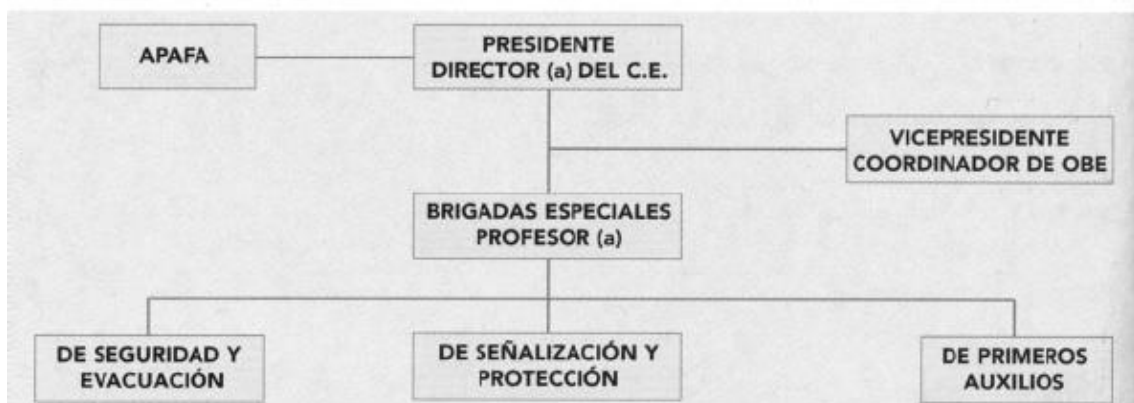 APAFA
PRESIDENTE
DIRECTOR (a) DEL C.E.
VICEPRESIDENTE
COORDINADOR DE OBE
BRIGADAS ESPECIALES
PROFESOR (a)
DE SEGURIDAD Y
EVACUACIÓN
DE SEÑALIZACIÓN Y
PROTECCIÓN
DE PRIMEROS
AUXILIOS